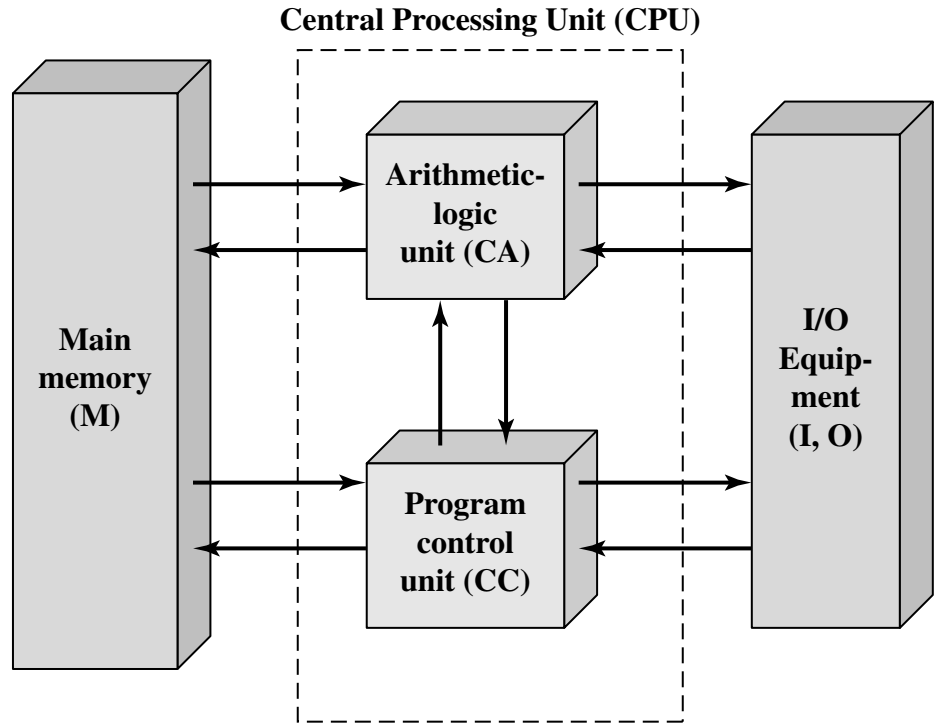 Central Processing Unit (CPU)
Main
memory
(M)
Arithmetic-
logic
unit (CA)
Program
control
unit (CC)
I/O
Equip-
ment
(I, O)